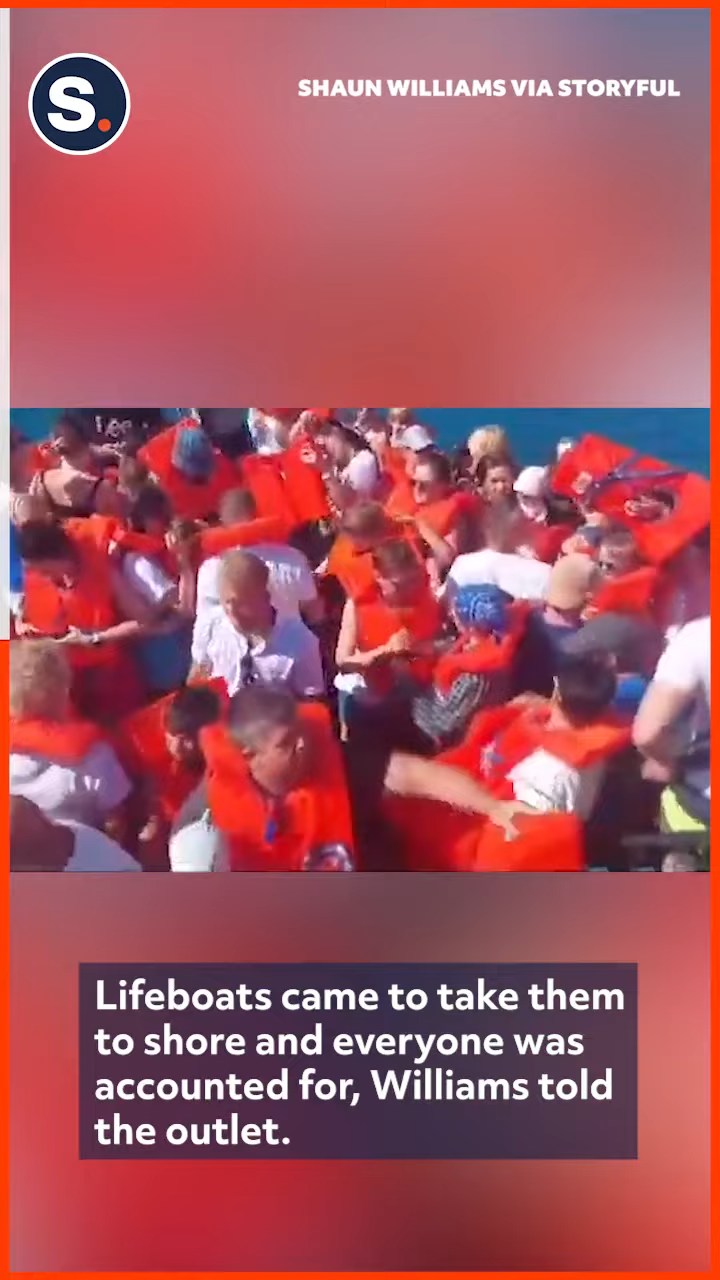 S.
SHAUN WILLIAMS VIA STORYFUL
Lifeboats came to take them
to shore and everyone was
accounted for, Williams told
the outlet.